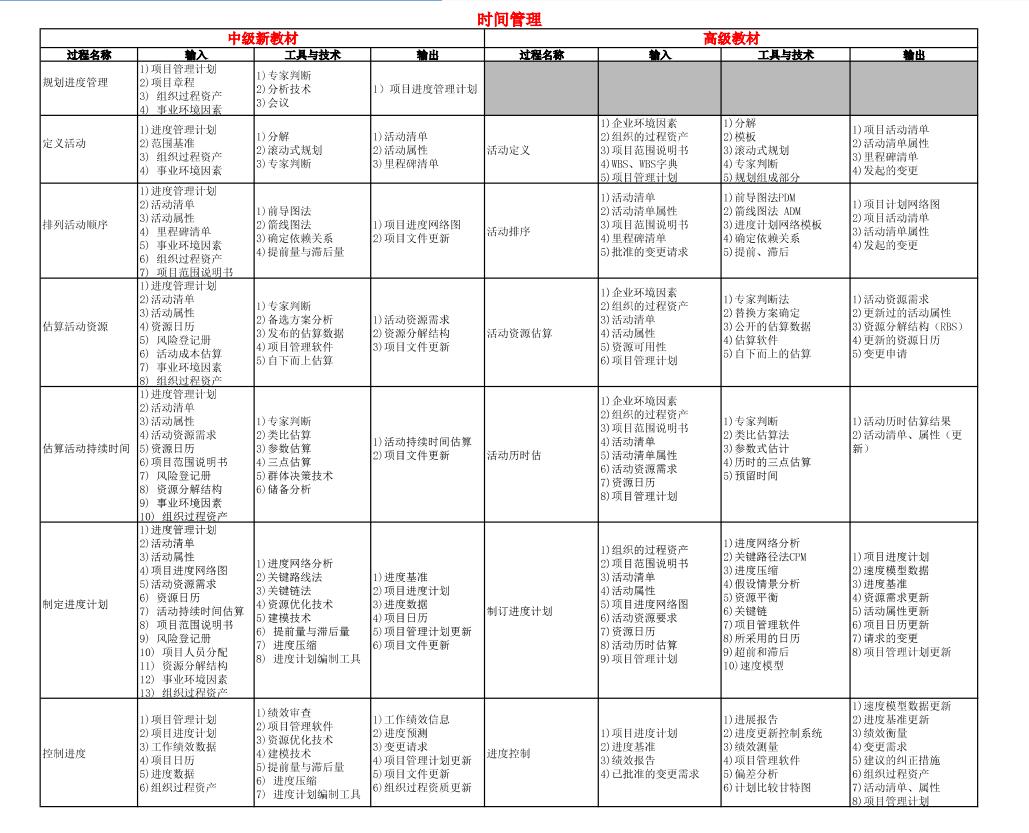 时间管理
中级新教材
高级教材
过程名称
输入
工具与技术
输出
过程名称
输入
工具与技术
输出
规划进度管理
1)项目管理计划
2)项目章程
3) 组织过程资产
4) 事业环境因素
1)专家判断
2)分析技术
3)会议
1) 项目进度管理计划
定义活动
1)进度管理计划
2)范围基准
3) 组织过程资产
4) 事业环境因素
1)分解
2)滚动式规划
3)专家判断
1)活动清单
2)活动属性
3)里程碑清单
活动定义
1)企业环境因素
2)组织的过程资产
3)项目范围说明书
4)WBS、WBS字典
5)项目管理计划
1)分解
2)模板
3)滚动式规划
4)专家判断
5)规划组成部分
1)项目活动清单
2)活动清单属性
3)里程碑清单
4)发起的变更
排列活动顺序
1)进度管理计划
2)活动清单
3)活动属性
4) 里程碑清单
5) 事业环境因素
6) 组织过程资产
7) 项目范围说明书
1)前导图法
2)箭线图法
3)确定依赖关系
4)提前量与滞后量
1)项目进度网络图
2)项目文件更新
活动排序
1)活动清单
2)活动清单属性
3)项目范围说明书
4)里程碑清单
5)批准的变更请求
1)前导图法PDM
2)箭线图法 ADM
3)进度计划网络模板
4)确定依赖关系
5)提前、滞后
1)项目计划网络图
2)项目活动清单
3)活动清单属性
4)发起的变更
估算活动资源
1)进度管理计划
2)活动清单
3)活动属性
4)资源日历
5) 风险登记册
6) 活动成本估算
7) 事业环境因素
8) 组织过程资产
1)专家判断
2)备选方案分析
3)发布的估算数据
4)项目管理软件
5)自下而上估算
1)活动资源需求
2)资源分解结构
3)项目文件更新
活动资源估算
1)企业环境因素
2)组织的过程资产
3)活动清单
4)活动属性
5)资源可用性
6)项目管理计划
1)专家判断法
2)替换方案确定
3)公开的估算数据
4)估算软件
5)自下而上的估算
1)活动资源需求
2)更新过的活动属性
3)资源分解结构（RBS）
4)更新的资源日历
5)变更申请
估算活动持续时间
1)进度管理计划
2)活动清单
3)活动属性
4)活动资源需求
5)资源日历
6)项目范围说明书
7) 风险登记册
8) 资源分解结构
9) 事业环境因素
10) 组织过程资产
1)专家判断
2)类比估算
3)参数估算
4)三点估算
5)群体决策技术
6)储备分析
1)活动持续时间估算
2)项目文件更新
活动历时估
1)企业环境因素
2)组织的过程资产
3)项目范围说明书
4)活动清单
5)活动清单属性
6)活动资源需求
7)资源日历
8)项目管理计划
1)专家判断
2)类比估算法
3)参数式估计
4)历时的三点估算
5)预留时间
1)活动历时估算结果
2)活动清单、属性（更
新）
制定进度计划
1)进度管理计划
2)活动清单
3)活动属性
4)项目进度网络图
5)活动资源需求
6) 资源日历
7) 活动持续时间估算
8) 项目范围说明书
9) 风险登记册
10) 项目人员分配
11) 资源分解结构
12) 事业环境因素
13) 组织过程资产
1)进度网络分析
2)关键路线法
3)关键链法
4)资源优化技术
5)建模技术
6) 提前量与滞后量
7) 进度压缩
8) 进度计划编制工具
1)进度基准
2)项目进度计划
3)进度数据
4)项目日历
5)项目管理计划更新
6)项目文件更新
制订进度计划
1)组织的过程资产
2)项目范围说明书
3)活动清单
4)活动属性
5)项目进度网络图
6)活动资源要求
7)资源日历
8)活动历时估算
9)项目管理计划
1)进度网络分析
2)关键路径法CPM
3)进度压缩
4)假设情景分析
5)资源平衡
6)关键链
7)项目管理软件
8)所采用的日历
9)超前和滞后
10)速度模型
1)项目进度计划
2)速度模型数据
3)进度基准
4)资源需求更新
5)活动属性更新
6)项目日历更新
7)请求的变更
8)项目管理计划更新
控制进度
1)项目管理计划
2)项目进度计划
3)工作绩效数据
4)项目日历
5)进度数据
6)组织过程资产
1)绩效审查
2)项目管理软件
3)资源优化技术
4)建模技术
5)提前量与滞后量
6) 进度压缩
7) 进度计划编制工具
1)工作绩效信息
2)进度预测
3)变更请求
4)项目管理计划更新
5)项目文件更新
6)组织过程资质更新
进度控制
1)项目进度计划
2)进度基准
3)绩效报告
4)已批准的变更需求
1)进展报告
2)进度更新控制系统
3)绩效测量
4)项目管理软件
5)偏差分析
6)计划比较甘特图
1)速度模型数据更新
2)进度基准更新
3)绩效衡量
4)变更需求
5)建议的纠正措施
6)组织过程资产
7)活动清单、属性
8)项目管理计划